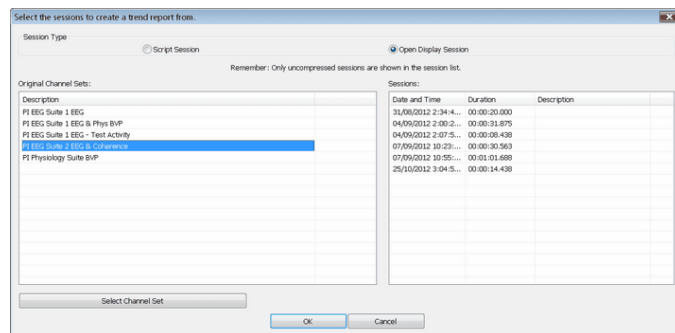 Select the sessions to create a trend report from.
Session Type
Script Session
Open Display Session
Remember: Only uncompressed sessions are shown in the session list.
Original Channel Sets:
Sessions:
Description
Date and Time Duration Description
PI EEG Suite 1 EEG
PI EEG Suite 1 EEG & Phys BVP
PI EEG Suite 1 EEG - Test Activity
PI EEG Suite 2 EEG & Coherence
PI Physiology Suite BVP
31/08/2012 2:34:4... 00:00:20.000
04/09/2012 2:00:2... 00:00:31.875
04/09/2012 2:07:5... 00:00:08.438
07/09/2012 10:23:... 00:00:30.563
07/09/2012 10:55:... 00:01:01.688
25/10/2012 3:04:5... 00:00:14.438
Select Channel Set
OK
Cancel